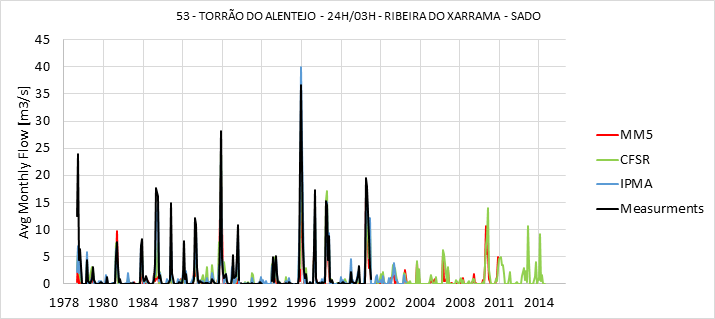 53 - TORRÃO DO ALENTEJO - 24H/03H - RIBEIRA DO XARRAMA - SADO
Avg Monthly Flow [m3/s]
45
40
35
30
25
20
15
10
5
0
1978 1980 1984 1987 1990 1992 1996 1999 2002 2004 2008 2011 2014
MM5
CFSR
IPMA
Measurments